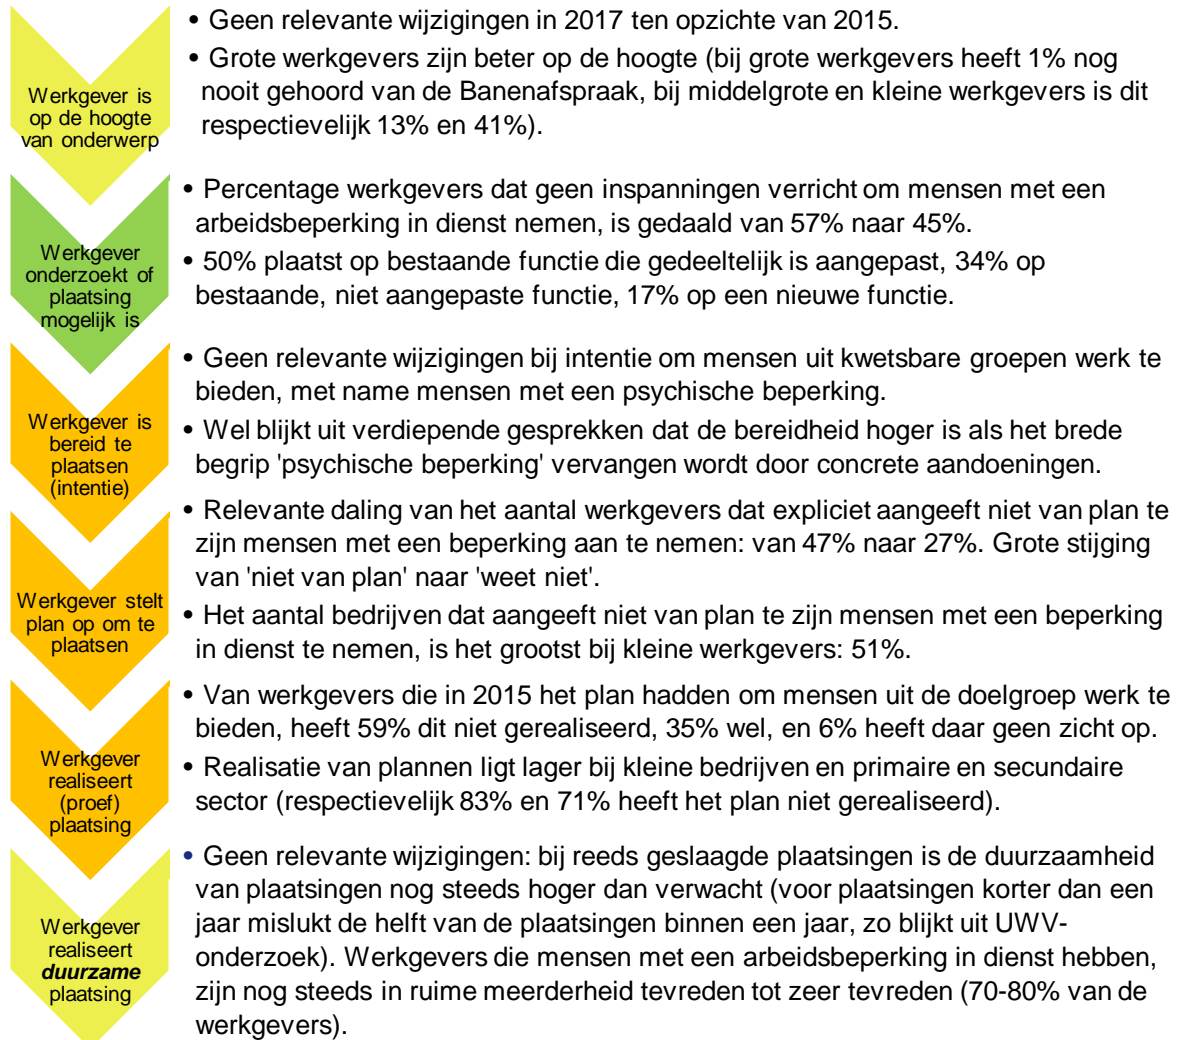 Werkgever is
op de hoogte
van onderwerp
• Geen relevante wijzigingen in 2017 ten opzichte van 2015.
• Grote werkgevers zijn beter op de hoogte (bij grote werkgevers heeft 1% nog
nooit gehoord van de Banenafspraak, bij middelgrote en kleine werkgevers is dit
respectievelijk 13% en 41%).
Werkgever
onderzoekt of
plaatsing
mogelijk is
• Percentage werkgevers dat geen inspanningen verricht om mensen met een
arbeidsbeperking in dienst nemen, is gedaald van 57% naar 45%.
• 50% plaatst op bestaande functie die gedeeltelijk is aangepast, 34% op
bestaande, niet aangepaste functie, 17% op een nieuwe functie.
Werkgever is
bereid te
plaatsen
(intentie)
• Geen relevante wijzigingen bij intentie om mensen uit kwetsbare groepen werk te
bieden, met name mensen met een psychische beperking.
• Wel blijkt uit verdiepende gesprekken dat de bereidheid hoger is als het brede
begrip 'psychische beperking' vervangen wordt door concrete aandoeningen.
Werkgever stelt
plan op om te
plaatsen
• Relevante daling van het aantal werkgevers dat expliciet aangeeft niet van plan te
zijn mensen met een beperking aan te nemen: van 47% naar 27%. Grote stijging
van 'niet van plan' naar 'weet niet'.
• Het aantal bedrijven dat aangeeft niet van plan te zijn mensen met een beperking
in dienst te nemen, is het grootst bij kleine werkgevers: 51%.
Werkgever
realiseert
(proef)
plaatsing
• Van werkgevers die in 2015 het plan hadden om mensen uit de doelgroep werk te
bieden, heeft 59% dit niet gerealiseerd, 35% wel, en 6% heeft daar geen zicht op.
• Realisatie van plannen ligt lager bij kleine bedrijven en primaire en secundaire
sector (respectievelijk 83% en 71% heeft het plan niet gerealiseerd).
Werkgever
realiseert
duurzame
plaatsing
• Geen relevante wijzigingen: bij reeds geslaagde plaatsingen is de duurzaamheid
van plaatsingen nog steeds hoger dan verwacht (voor plaatsingen korter dan een
jaar mislukt de helft van de plaatsingen binnen een jaar, zo blijkt uit UWV-
onderzoek). Werkgevers die mensen met een arbeidsbeperking in dienst hebben,
zijn nog steeds in ruime meerderheid tevreden tot zeer tevreden (70-80% van de
werkgevers).